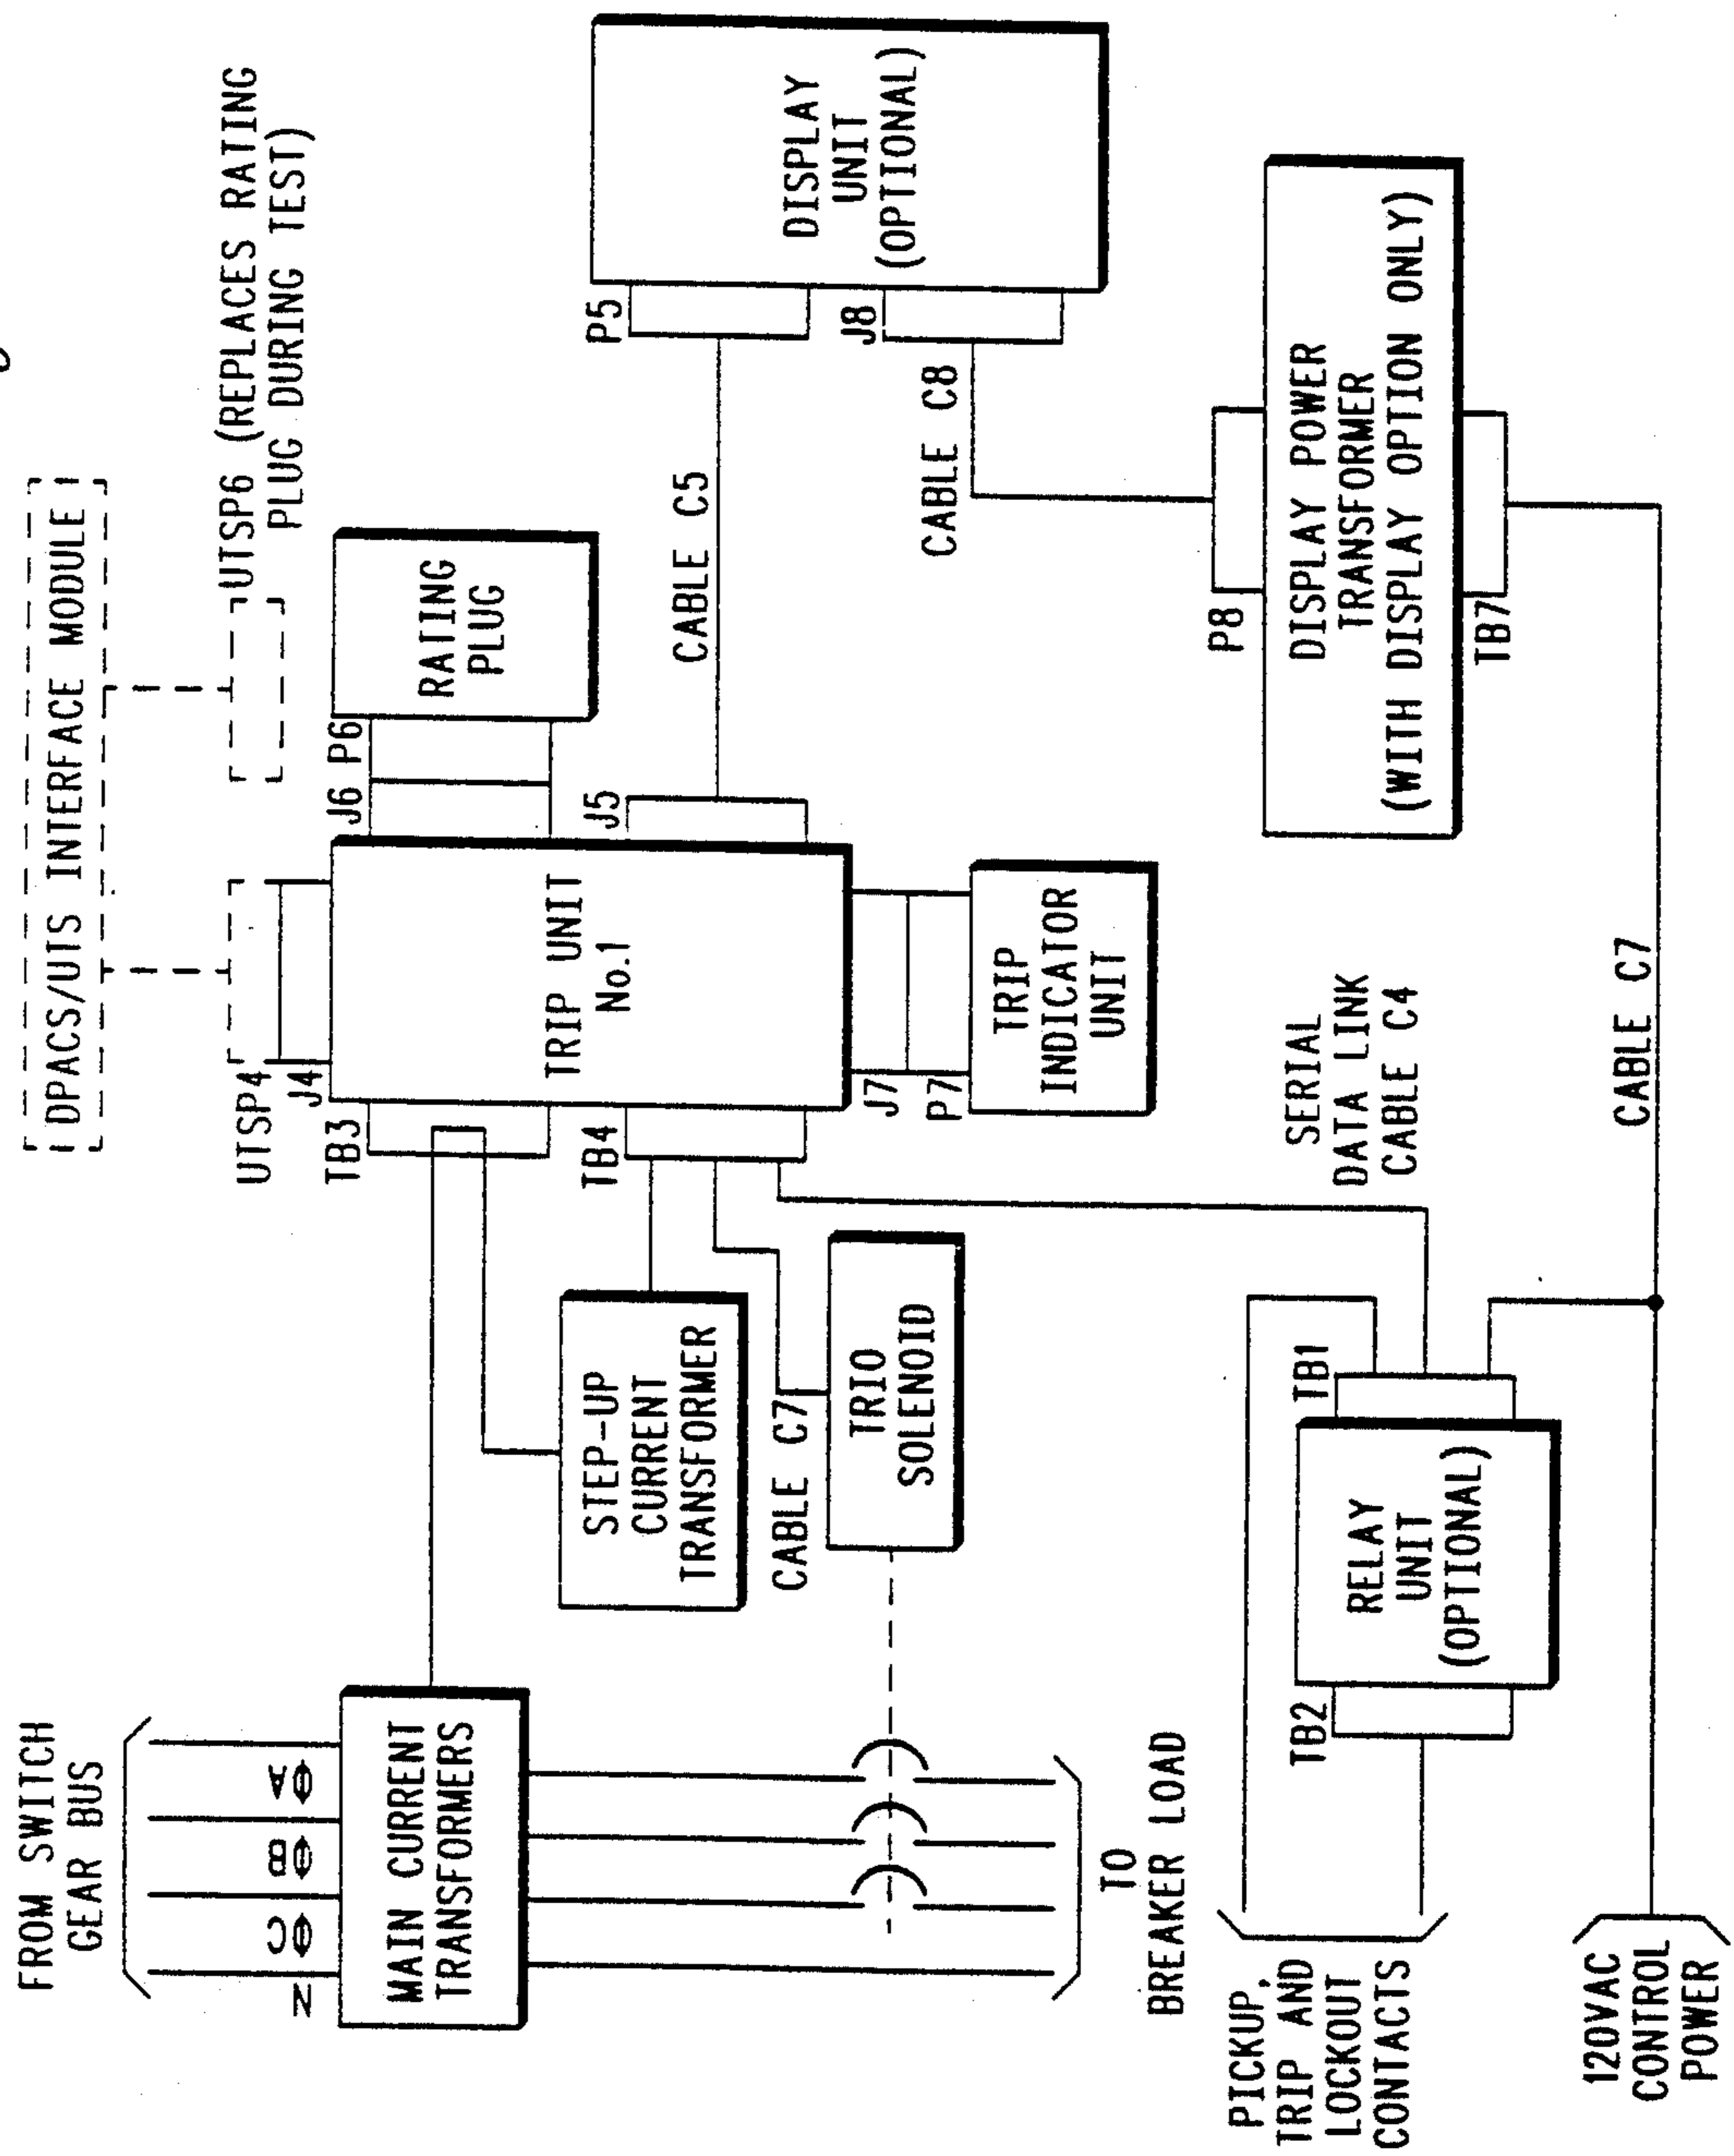 DPACS/UTS INTERFACE MODULE
UTSP6 (REPLACES RATING
PLUG DURING TEST)
FROM SWITCH
GEAR BUS
N
ϕC
ϕB
ϕA
MAIN CURRENT
TRANSFORMERS
UTSP4
J4
TB3
TB4
TRIP UNIT
No.1
J6
P6
RATING
PLUG
J5
CABLE C5
P5
DISPLAY
UNIT
(OPTIONAL)
J8
CABLE C8
STEP-UP
CURRENT
TRANSFORMER
CABLE C7
TRIO
SOLENOID
J7
P7
TRIP
INDICATOR
UNIT
TO
BREAKER LOAD
P8
DISPLAY POWER
TRANSFORMER
(WITH DISPLAY OPTION ONLY)
TB7
SERIAL
DATA LINK
CABLE C4
PICKUP,
TRIP AND
LOCKOUT
CONTACTS
TB2
RELAY
UNIT
(OPTIONAL)
TB1
CABLE C7
120VAC
CONTROL
POWER